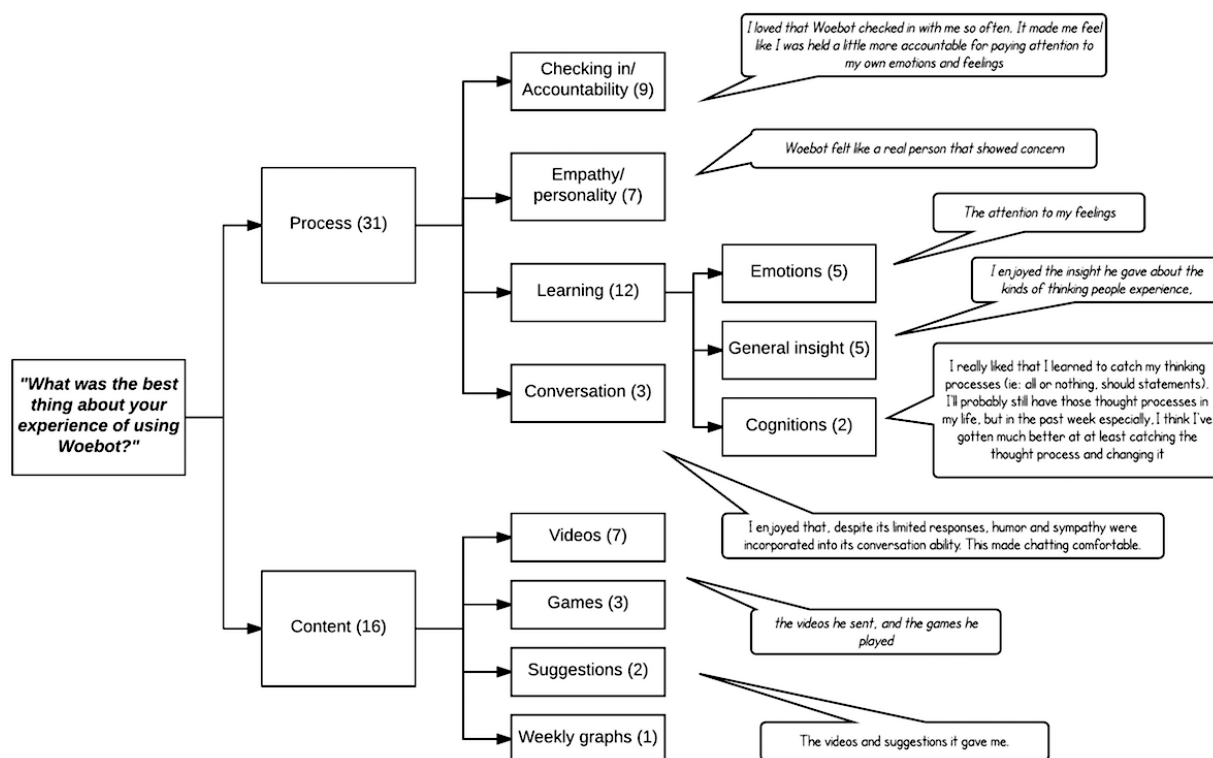 "What was the best
thing about your
experience of using
Woebot?"
Process (31)
Checking in/
Accountability (9)
I loved that Woebot checked in with me so often. It made me feel
like I was held a little more accountable for paying attention to
my own emotions and feelings
Empathy/
personality (7)
Woebot felt like a real person that showed concern
Learning (12)
Emotions (5)
The attention to my feelings
General insight (5)
I enjoyed the insight he gave about the
kinds of thinking people experience,
Cognitions (2)
I really liked that I learned to catch my thinking
processes (ie: all or nothing, should statements).
I'll probably still have those thought processes in
my life, but in the past week especially, I think I've
gotten much better at at least catching the
thought process and changing it
Conversation (3)
I enjoyed that, despite its limited responses, humor and sympathy were
incorporated into its conversation ability. This made chatting comfortable.
Content (16)
Videos (7)
the videos he sent, and the games he
played
Games (3)
Suggestions (2)
The videos and suggestions it gave me.
Weekly graphs (1)